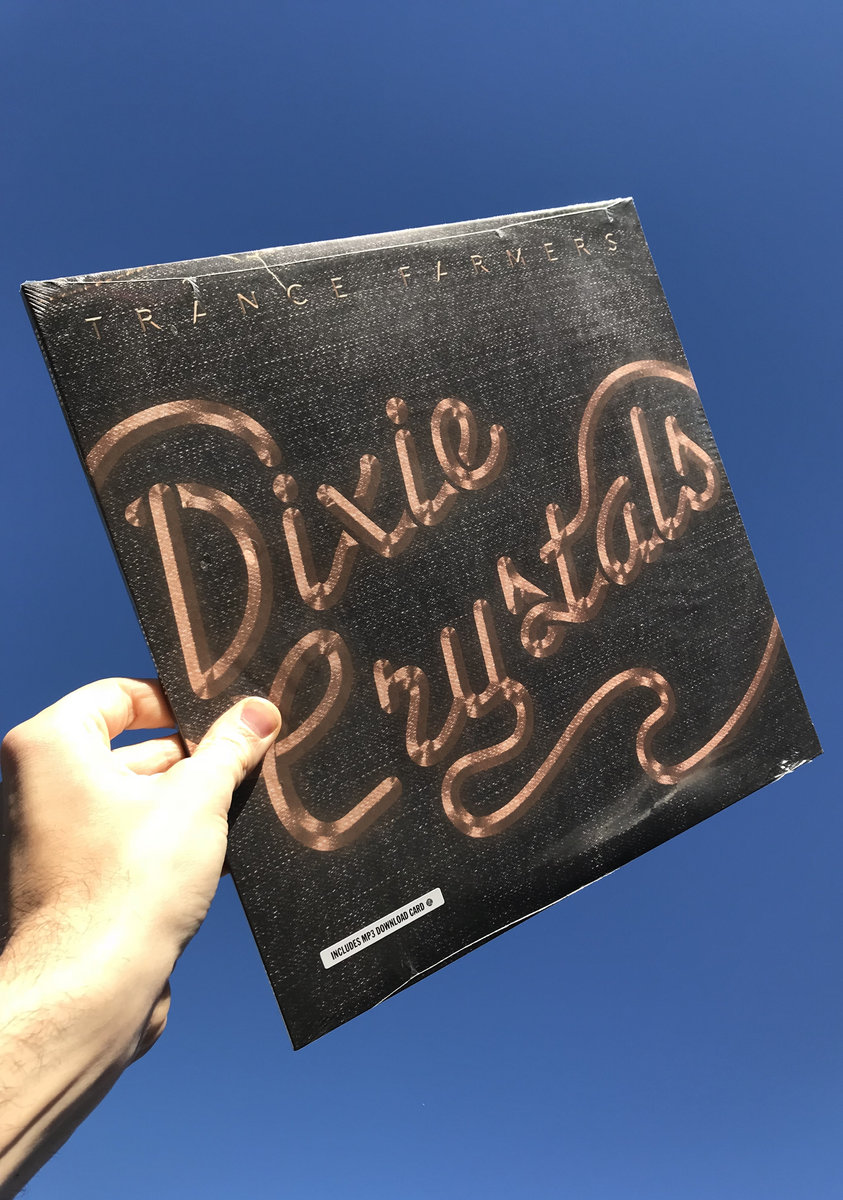 TRANCE FARMERS
Dixie
Crystals
INCLUDES MP3 DOWNLOAD CARD